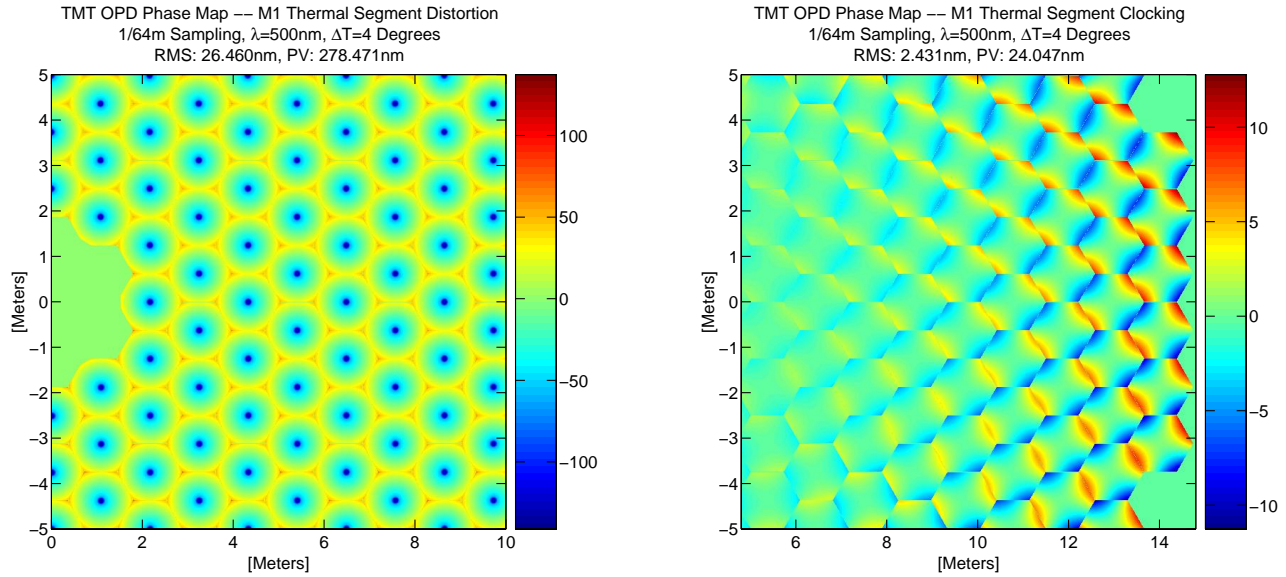 TMT OPD Phase Map −− M1 Thermal Segment Distortion
1/64m Sampling, λ=500nm, ΔT=4 Degrees
RMS: 26.460nm, PV: 278.471nm
5
4
3
2
1
0
−1
−2
−3
−4
−5
[Meters]
0 2 4 6 8 10
[Meters]
100
50
0
−50
−100
TMT OPD Phase Map −− M1 Thermal Segment Clocking
1/64m Sampling, λ=500nm, ΔT=4 Degrees
RMS: 2.431nm, PV: 24.047nm
5
4
3
2
1
0
−1
−2
−3
−4
−5
[Meters]
6 8 10 12 14
[Meters]
10
5
0
−5
−10